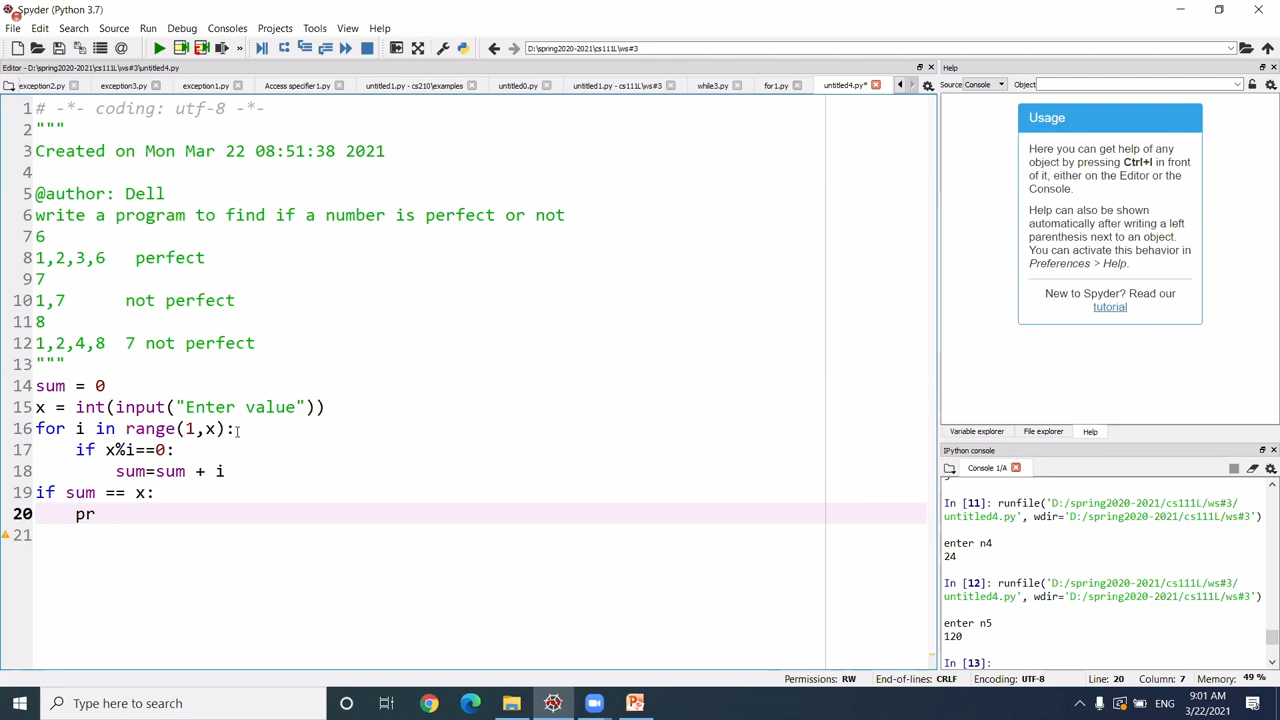 Spyder (Python 3.7)
File Edit Search Source Run Debug Consoles Projects Tools View Help
D:\spring2020-2021\cs111L\ws#3
Editor - D:\spring2020-2021\cs111L\ws#3\untitled4.py
Help
exception2.py exception3.py exception1.py Access specifier1.py untitled1.py - cs210\examples untitled0.py untitled1.py - cs111L\ws#3 while3.py for1.py untitled4.py*
Source Console Object
1 # -*- coding: utf-8 -*-
2 """
3 Created on Mon Mar 22 08:51:38 2021
4
5 @author: Dell
6 write a program to find if a number is perfect or not
7 6
8 1,2,3,6 perfect
9 7
10 1,7 not perfect
11 8
12 1,2,4,8 7 not perfect
13 """
14 sum = 0
15 x = int(input("Enter value"))
16 for i in range(1,x):
17 if x%i==0:
18 sum=sum + i
19 if sum == x:
20 pr
21
Usage
Here you can get help of any
object by pressing Ctrl+I in front
of it, either on the Editor or the
Console.
Help can also be shown
automatically after writing a left
parenthesis next to an object.
You can activate this behavior in
Preferences > Help.
New to Spyder? Read our
tutorial
Variable explorer File explorer Help
IPython console
Console 1/A
In [11]: runfile('D:/spring2020-2021/cs111L/ws#3/
untitled4.py', wdir='D:/spring2020-2021/cs111L/ws#3')
enter n4
24
In [12]: runfile('D:/spring2020-2021/cs111L/ws#3/
untitled4.py', wdir='D:/spring2020-2021/cs111L/ws#3')
enter n5
120
In [13]:
Permissions: RW End-of-lines: CRLF Encoding: UTF-8 Line: 20 Column: 7 Memory: 49 %
Type here to search
ENG
9:01 AM
3/22/2021